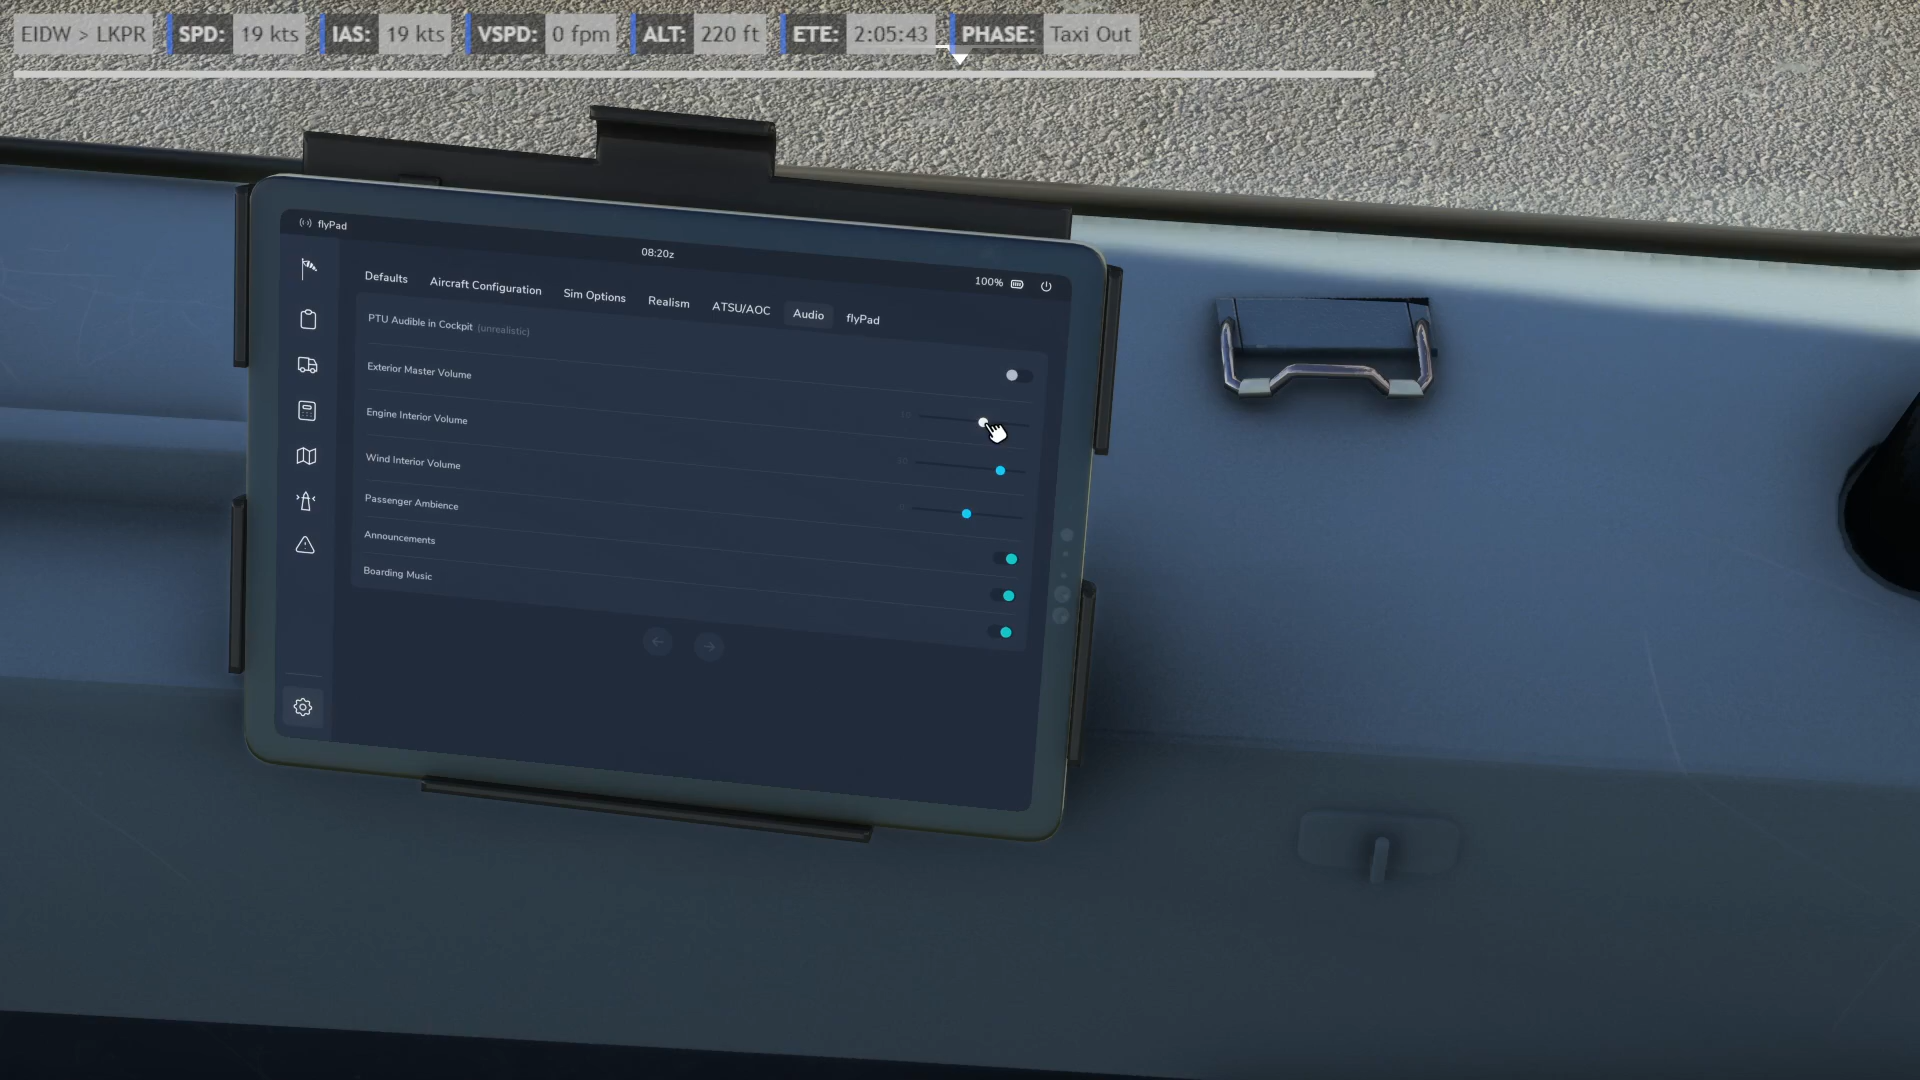 EIDW > LKPR SPD: 19 kts IAS: 19 kts VSPD: 0 fpm ALT: 220 ft ETE: 2:05:43 PHASE: Taxi Out
flyPad
08:20z
100%
Defaults Aircraft Configuration Sim Options Realism ATSU/AOC Audio flyPad
PTU Audible in Cockpit (unrealistic)
Exterior Master Volume
Engine Interior Volume
Wind Interior Volume
Passenger Ambience
Announcements
Boarding Music